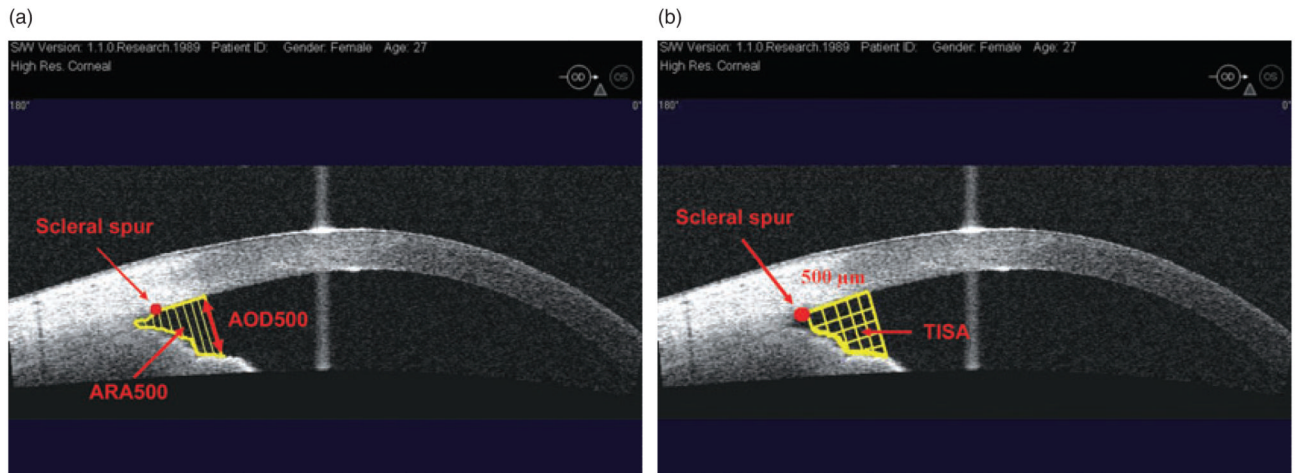 (a)
S/W Version: 1.1.0.Research.1989 Patient ID: Gender: Female Age: 27
High Res. Corneal
OD
OS
180°
0°
Scleral spur
AOD500
ARA500
(b)
S/W Version: 1.1.0.Research.1989 Patient ID: Gender: Female Age: 27
High Res. Corneal
OD
OS
180°
0°
Scleral spur
500 µm
TISA